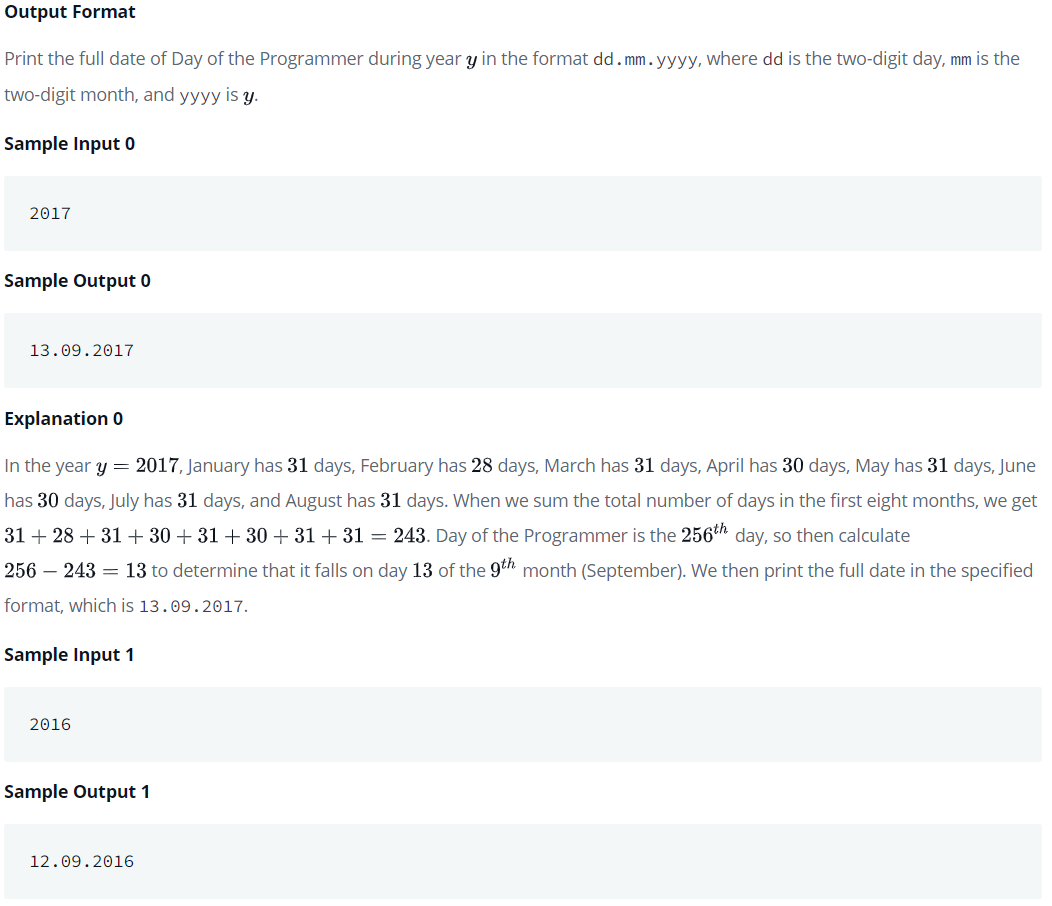 Output Format
Print the full date of Day of the Programmer during year y in the format dd.mm.yyyy, where dd is the two-digit day, mm is the
two-digit month, and yyyy is y.
Sample Input 0
2017
Sample Output 0
13.09.2017
Explanation 0
In the year y = 2017, January has 31 days, February has 28 days, March has 31 days, April has 30 days, May has 31 days, June
has 30 days, July has 31 days, and August has 31 days. When we sum the total number of days in the first eight months, we get
31 + 28 + 31 + 30 + 31 + 30 + 31 + 31 = 243. Day of the Programmer is the 256th day, so then calculate
256 − 243 = 13 to determine that it falls on day 13 of the 9th month (September). We then print the full date in the specified
format, which is 13.09.2017.
Sample Input 1
2016
Sample Output 1
12.09.2016